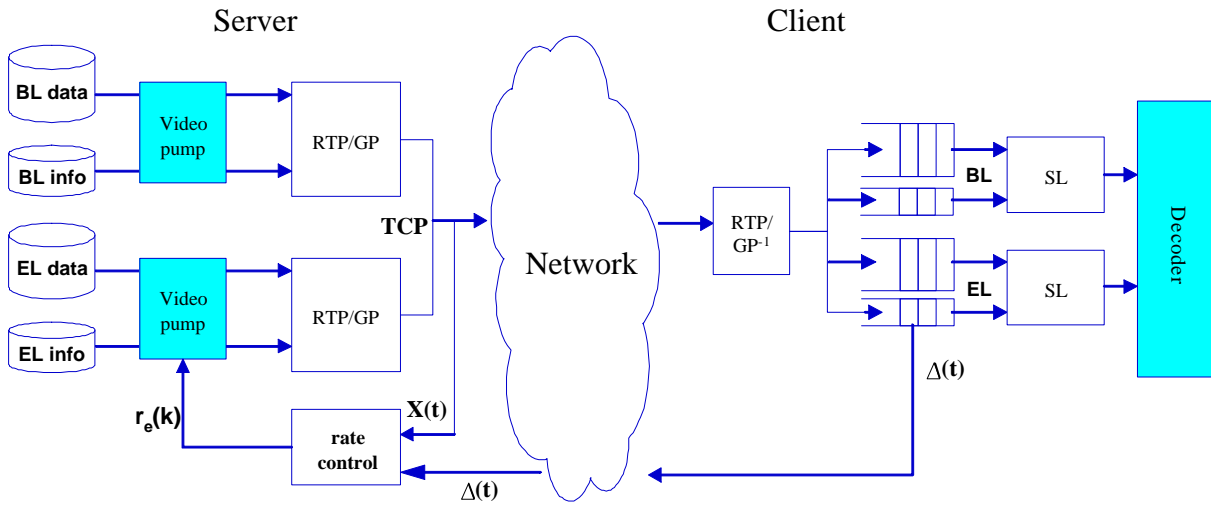 Server
Client
BL data
BL info
Video
pump
RTP/GP
EL data
EL info
Video
pump
RTP/GP
TCP
X(t)
r_e(k)
rate
control
Δ(t)
Network
RTP/
GP⁻¹
BL
EL
SL
SL
Δ(t)
Decoder